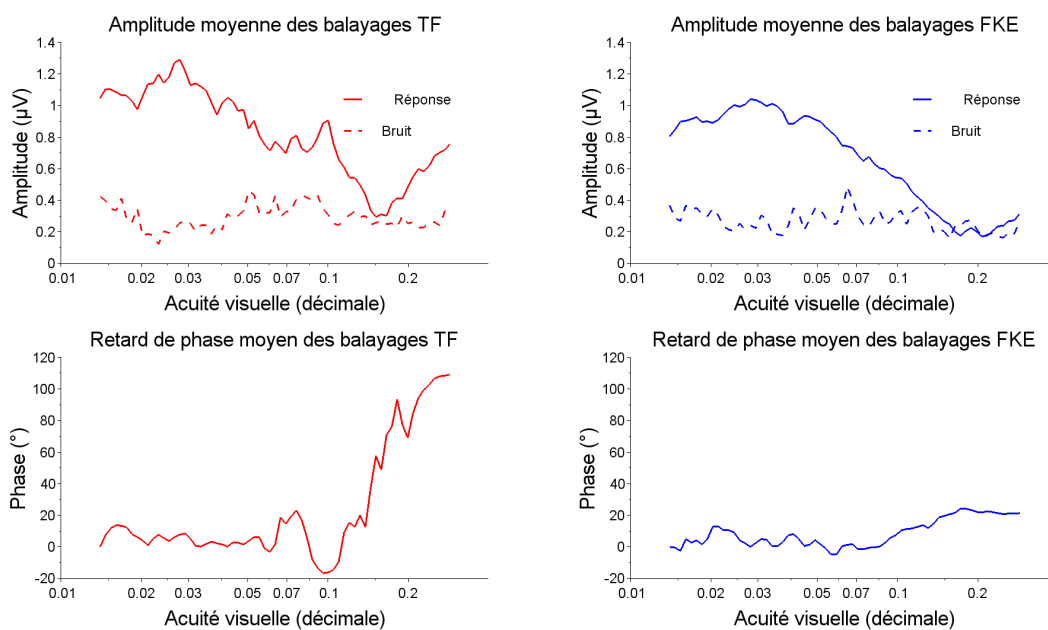 Amplitude moyenne des balayages TF
1.4
1.2
1
0.8
0.6
0.4
0.2
0
Amplitude (µV)
Réponse
Bruit
0.01 0.02 0.03 0.05 0.07 0.1 0.2
Acuité visuelle (décimale)
Amplitude moyenne des balayages FKE
1.4
1.2
1
0.8
0.6
0.4
0.2
0
Amplitude (µV)
Réponse
Bruit
0.01 0.02 0.03 0.05 0.07 0.1 0.2
Acuité visuelle (décimale)
Retard de phase moyen des balayages TF
120
100
80
60
40
20
0
-20
Phase (°)
0.01 0.02 0.03 0.05 0.07 0.1 0.2
Acuité visuelle (décimale)
Retard de phase moyen des balayages FKE
120
100
80
60
40
20
0
-20
Phase (°)
0.01 0.02 0.03 0.05 0.07 0.1 0.2
Acuité visuelle (décimale)